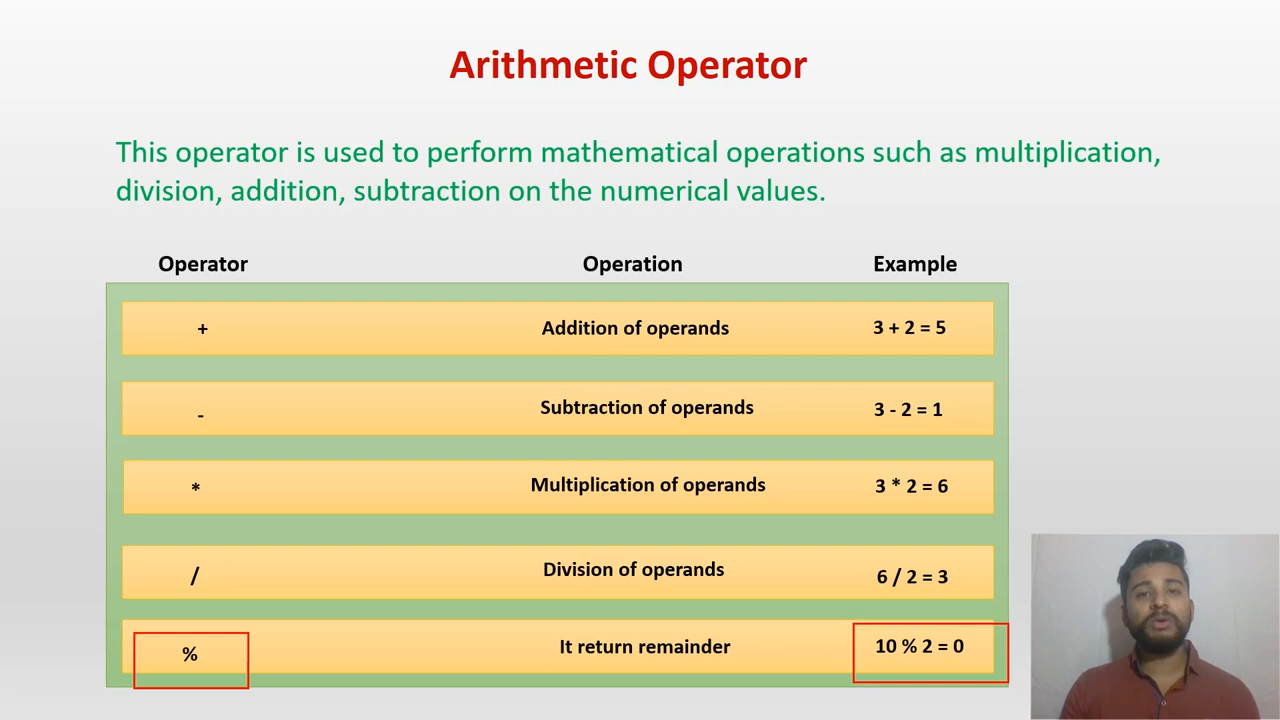 Arithmetic Operator
This operator is used to perform mathematical operations such as multiplication,
division, addition, subtraction on the numerical values.
Operator Operation Example
+ Addition of operands 3 + 2 = 5
- Subtraction of operands 3 - 2 = 1
* Multiplication of operands 3 * 2 = 6
/ Division of operands 6 / 2 = 3
% It return remainder 10 % 2 = 0